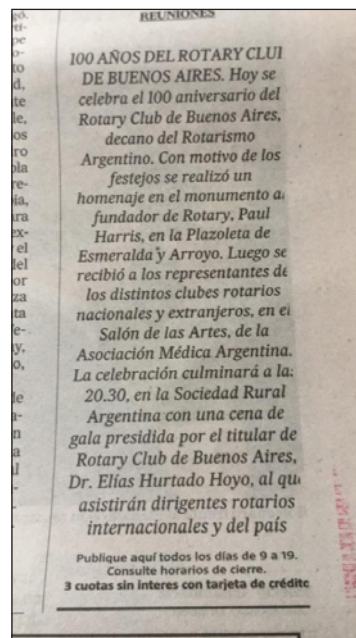 REUNIONES
100 AÑOS DEL ROTARY CLUI
DE BUENOS AIRES. Hoy se
celebra el 100 aniversario del
Rotary Club de Buenos Aires,
decano del Rotarismo
Argentino. Con motivo de los
festejos se realizó un
homenaje en el monumento a
fundador de Rotary, Paul
Harris, en la Plazoleta de
Esmeralda y Arroyo. Luego se
recibió a los representantes de
los distintos clubes rotarios
nacionales y extranjeros, en el
Salón de las Artes, de la
Asociación Médica Argentina.
La celebración culminará a la
20.30, en la Sociedad Rural
Argentina con una cena de
gala presidida por el titular de
Rotary Club de Buenos Aires,
Dr. Elías Hurtado Hoyo, al qu
asistirán dirigentes rotarios
internacionales y del país
Publique aquí todos los días de 9 a 19.
Consulte horarios de cierre.
3 cuotas sin interes con tarjeta de crédito